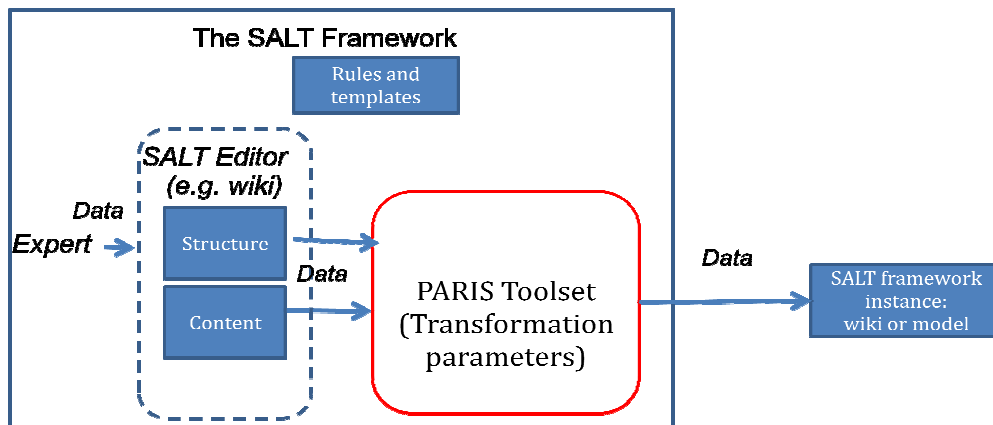 The SALT Framework
Rules and
templates
SALT Editor
(e.g. wiki)
Data
Expert
Structure
Data
Content
PARIS Toolset
(Transformation
parameters)
Data
SALT framework
instance:
wiki or model